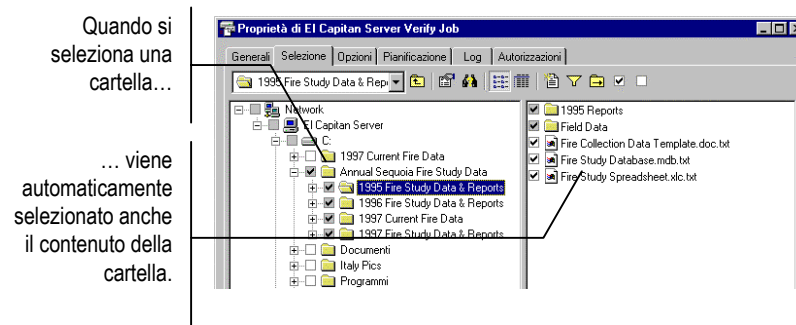 Quando si
seleziona una
cartella…
… viene
automaticamente
selezionato anche
il contenuto della
cartella.
Proprietà di El Capitan Server Verify Job
Generali Selezione Opzioni Pianificazione Log Autorizzazioni
1995 Fire Study Data & Repo
Network
El Capitan Server
C:
1997 Current Fire Data
Annual Sequoia Fire Study Data
1995 Fire Study Data & Reports
1996 Fire Study Data & Reports
1997 Current Fire Data
1997 Fire Study Data & Reports
Documenti
Italy Pics
Programmi
1995 Reports
Field Data
Fire Collection Data Template.doc.txt
Fire Study Database.mdb.txt
Fire Study Spreadsheet.xlc.txt